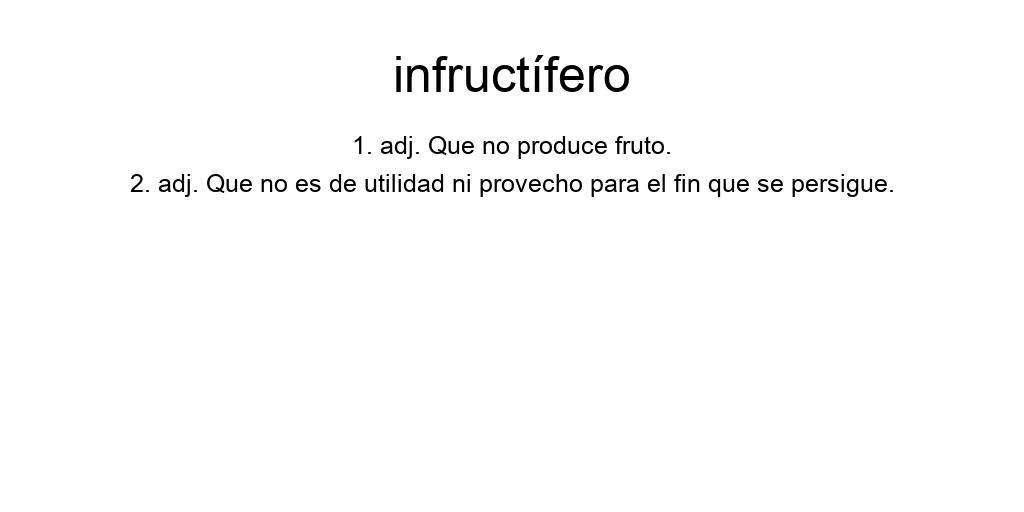 infructífero
1. adj. Que no produce fruto.
2. adj. Que no es de utilidad ni provecho para el fin que se persigue.